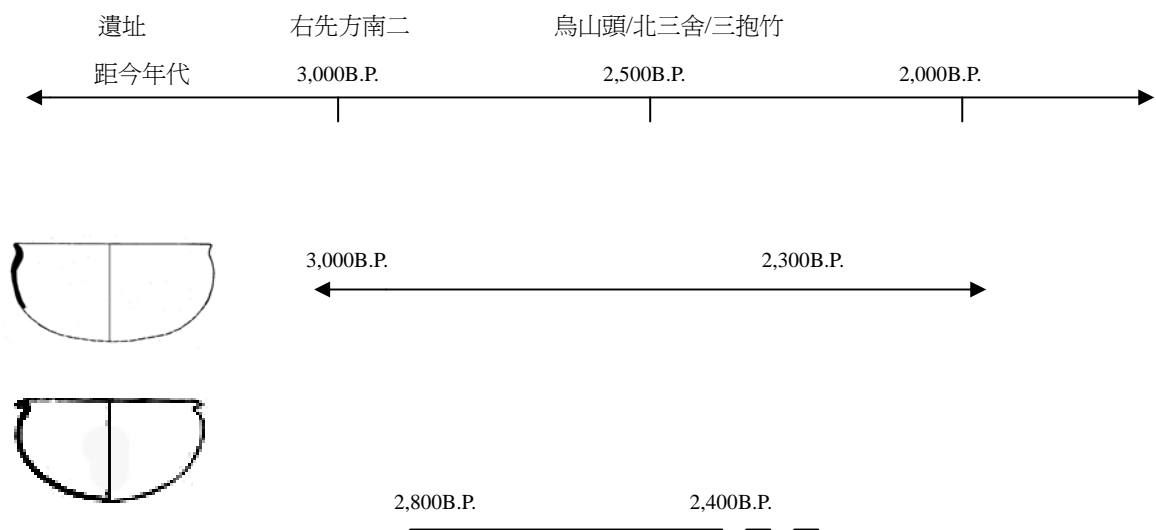 遺址 右先方南二 烏山頭/北三舍/三抱竹
距今年代 3,000B.P. 2,500B.P. 2,000B.P.
3,000B.P. 2,300B.P.
2,800B.P. 2,400B.P.